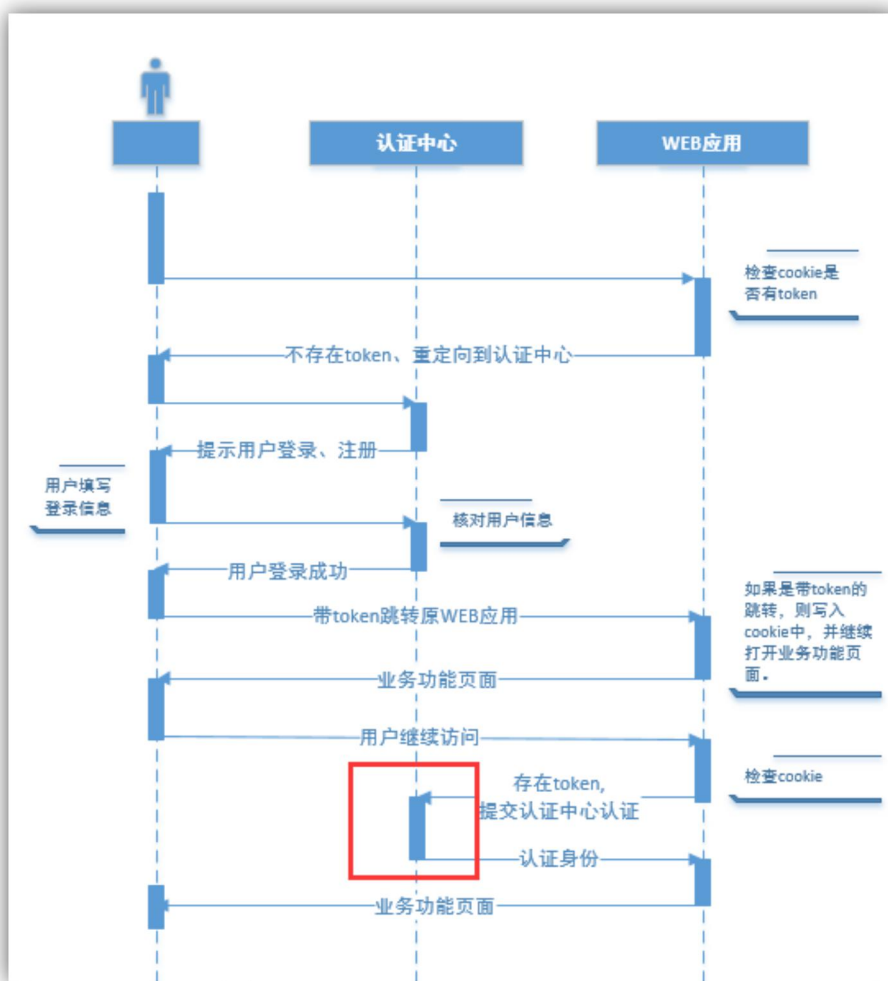 认证中心
WEB应用
检查cookie是
否有token
不存在token、重定向到认证中心
提示用户登录、注册
用户填写
登录信息
核对用户信息
用户登录成功
如果是带token的
跳转，则写入
cookie中，并继续
打开业务功能页
面。
带token跳转原WEB应用
业务功能页面
用户继续访问
检查cookie
存在token,
提交认证中心认证
认证身份
业务功能页面